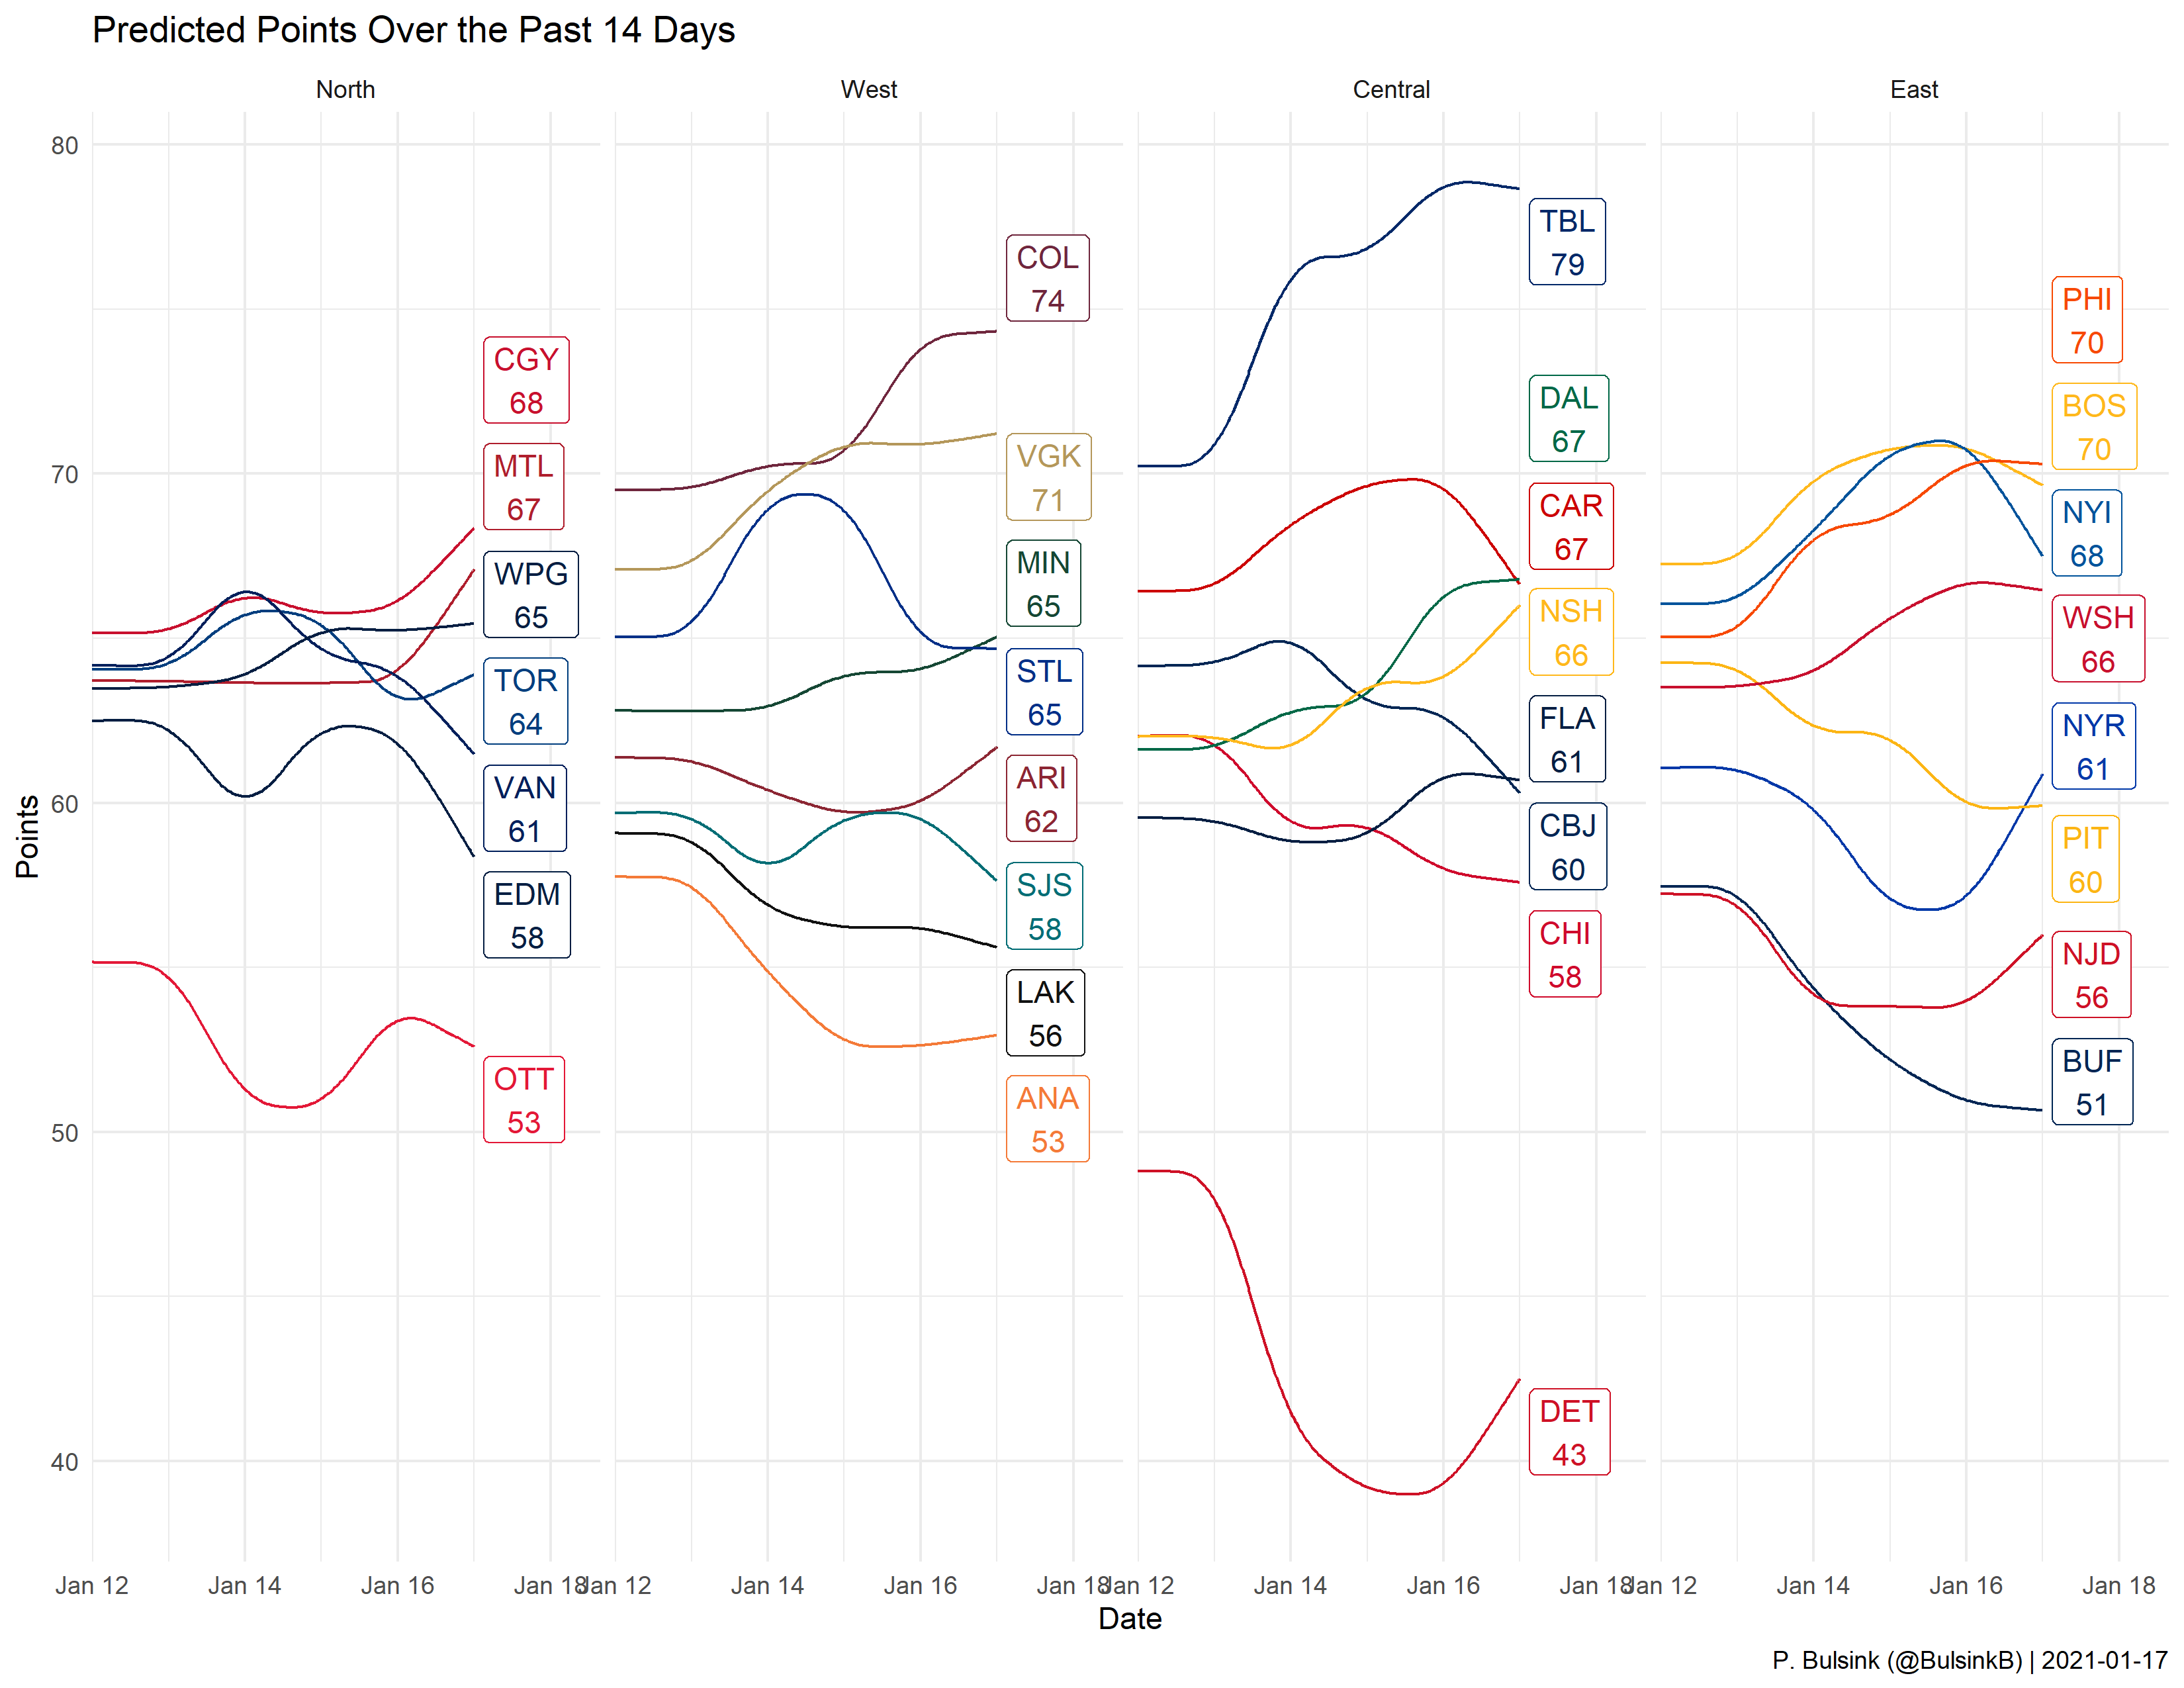 Predicted Points Over the Past 14 Days
North
West
Central
East
Points
80
70
60
50
40
CGY
68
MTL
67
WPG
65
TOR
64
VAN
61
EDM
58
OTT
53
COL
74
VGK
71
MIN
65
STL
65
ARI
62
SJS
58
LAK
56
ANA
53
TBL
79
DAL
67
CAR
67
NSH
66
FLA
61
CBJ
60
CHI
58
DET
43
PHI
70
BOS
70
NYI
68
WSH
66
NYR
61
PIT
60
NJD
56
BUF
51
Jan 12 Jan 14 Jan 16 Jan 18
Jan 12 Jan 14 Jan 16 Jan 18
Jan 12 Jan 14 Jan 16 Jan 18
Jan 12 Jan 14 Jan 16 Jan 18
Date
P. Bulsink (@BulsinkB) | 2021-01-17